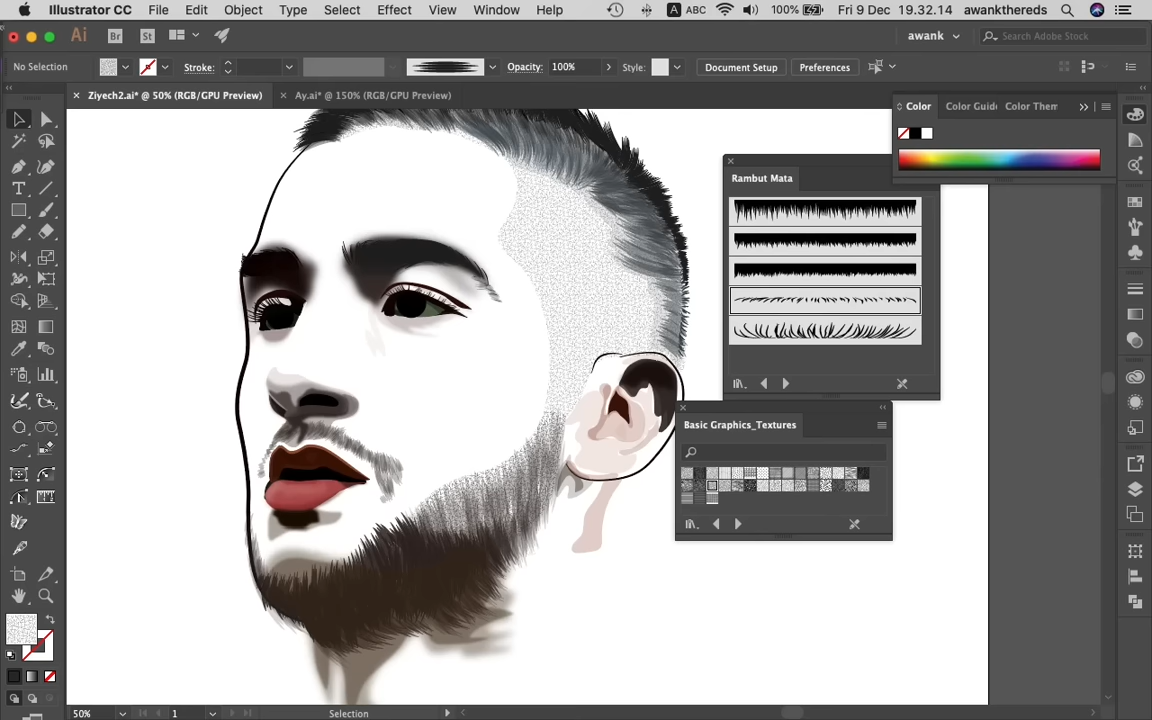 Illustrator CC File Edit Object Type Select Effect View Window Help A ABC 100% Fri 9 Dec 19.32.14 awankthereds
Ai Br St awank Search Adobe Stock
No Selection Stroke: Opacity: 100% Style: Document Setup Preferences
Ziyech2.ai* @ 50% (RGB/GPU Preview) Ay.ai* @ 150% (RGB/GPU Preview)
Color Color Guide Color Them
Rambut Mata
Basic Graphics_Textures
50% 1 Selection